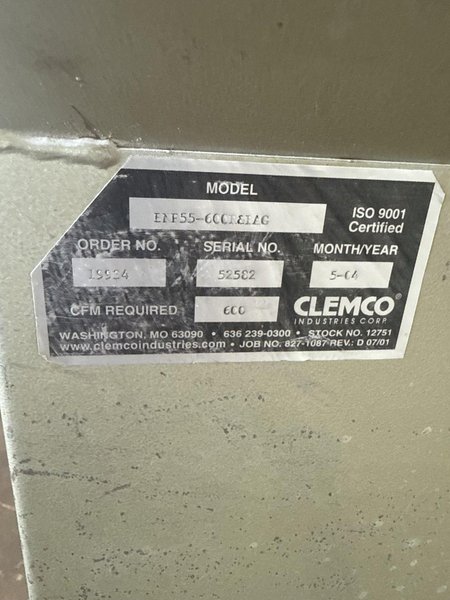 MODEL
ISO 9001
Certified
ORDER NO. SERIAL NO. MONTH/YEAR
52582 5-04
CFM REQUIRED 600 CLEMCO®
INDUSTRIES CORP.
WASHINGTON, MO 63090 • 636 239-0300 • STOCK NO. 12751
www.clemcoindustries.com • JOB NO. 827-1087 REV.: D 07/01